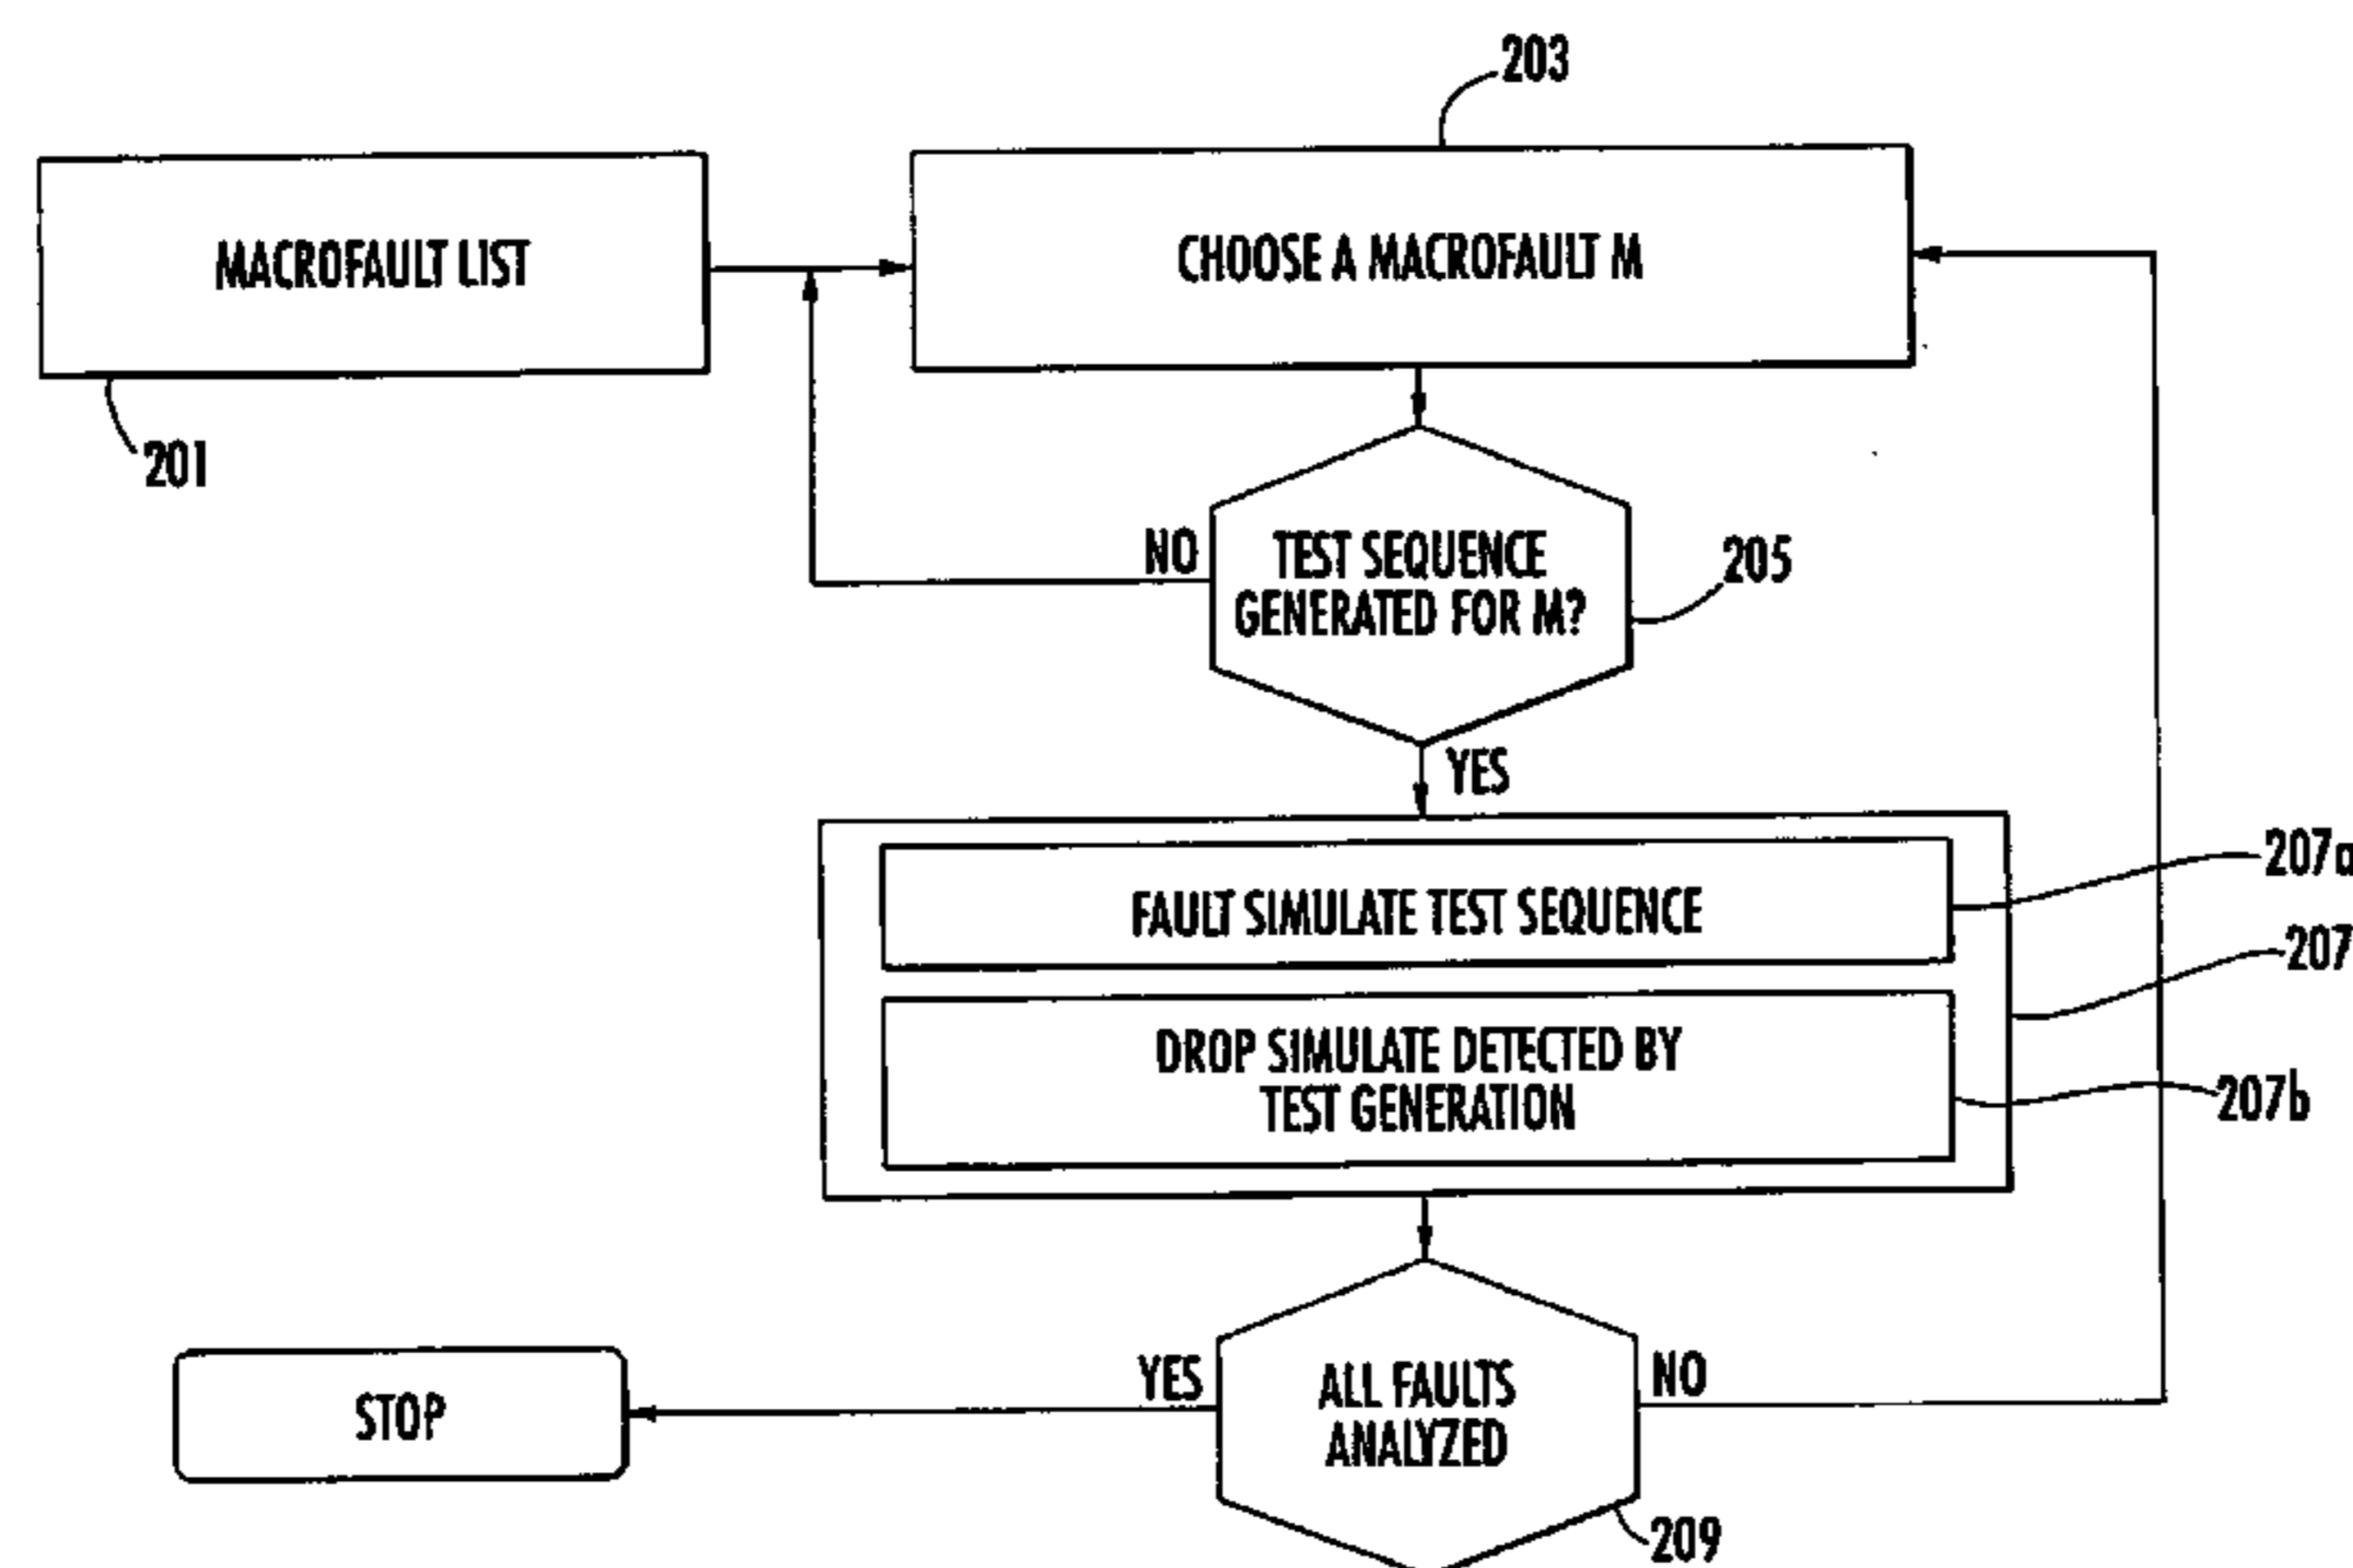 203
MACROFAULT LIST
CHOOSE A MACROFAULT M
201
NO
TEST SEQUENCE
GENERATED FOR M?
205
YES
207a
FAULT SIMULATE TEST SEQUENCE
207
DROP SIMULATE DETECTED BY
TEST GENERATION
207b
YES
ALL FAULTS
ANALYZED
NO
STOP
209